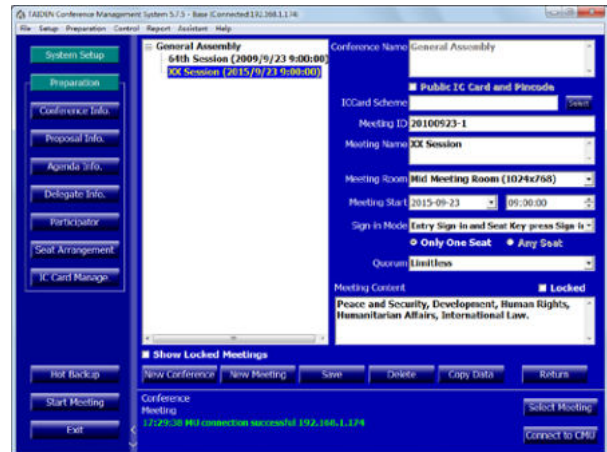 TAIDEN Conference Management System 5.7.5 - Base (Connected:192.168.1.174)
File Setup Preparation Control Report Assistant Help
System Setup
Preparation
Conference Info.
Proposal Info.
Agenda Info.
Delegate Info.
Participator
Seat Arrangement
IC Card Manage.
Hot Backup
Start Meeting
Exit
General Assembly
64th Session (2009/9/23 9:00:00)
XX Session (2015/9/23 9:00:00)
Show Locked Meetings
Conference Name General Assembly
Public IC Card and Pincode
ICCard Scheme Select
Meeting ID 20100923-1
Meeting Name XX Session
Meeting Room Mid Meeting Room (1024x768)
Meeting Start 2015-09-23 09:00:00
Sign in Mode Entry Sign-in and Seat Key press Sign in
Only One Seat Any Seat
Quorum Limitless
Meeting Content Locked
Peace and Security, Development, Human Rights,
Humanitarian Affairs, International Law.
New Conference New Meeting Save Delete Copy Data Return
Conference
Meeting
17:29:38 MU connection successful 192.168.1.174
Select Meeting
Connect to CMU